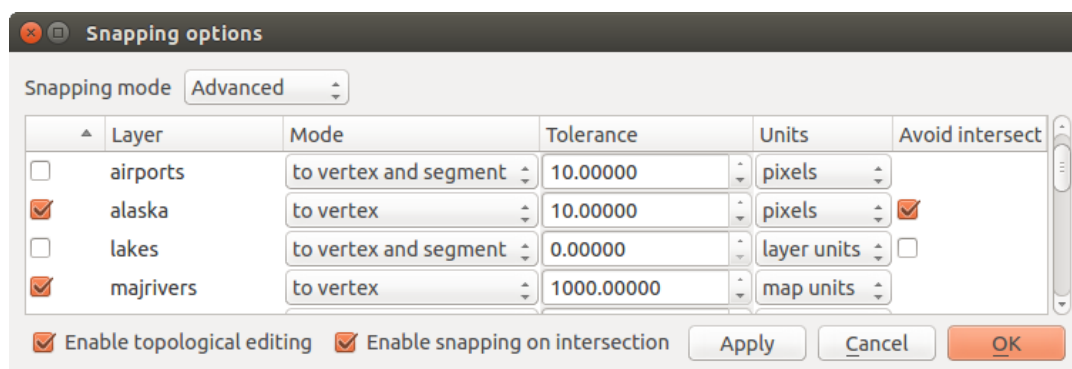 Snapping options
Snapping mode Advanced
Layer Mode Tolerance Units Avoid intersect
airports to vertex and segment 10.00000 pixels
alaska to vertex 10.00000 pixels
lakes to vertex and segment 0.00000 layer units
majrivers to vertex 1000.00000 map units
Enable topological editing Enable snapping on intersection Apply Cancel OK